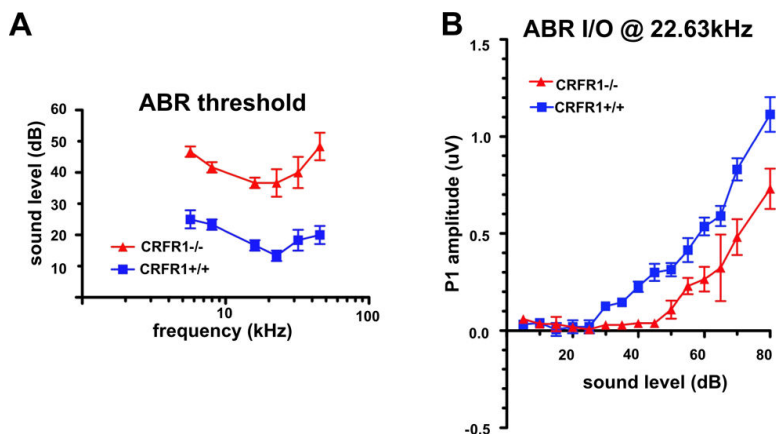 A
ABR threshold
sound level (dB)
60
50
40
30
20
10
CRFR1-/-
CRFR1+/+
10
100
frequency (kHz)
B
ABR I/O @ 22.63kHz
P1 amplitude (uV)
1.5
1.0
0.5
0.0
-0.5
CRFR1-/-
CRFR1+/+
20
40
60
80
sound level (dB)